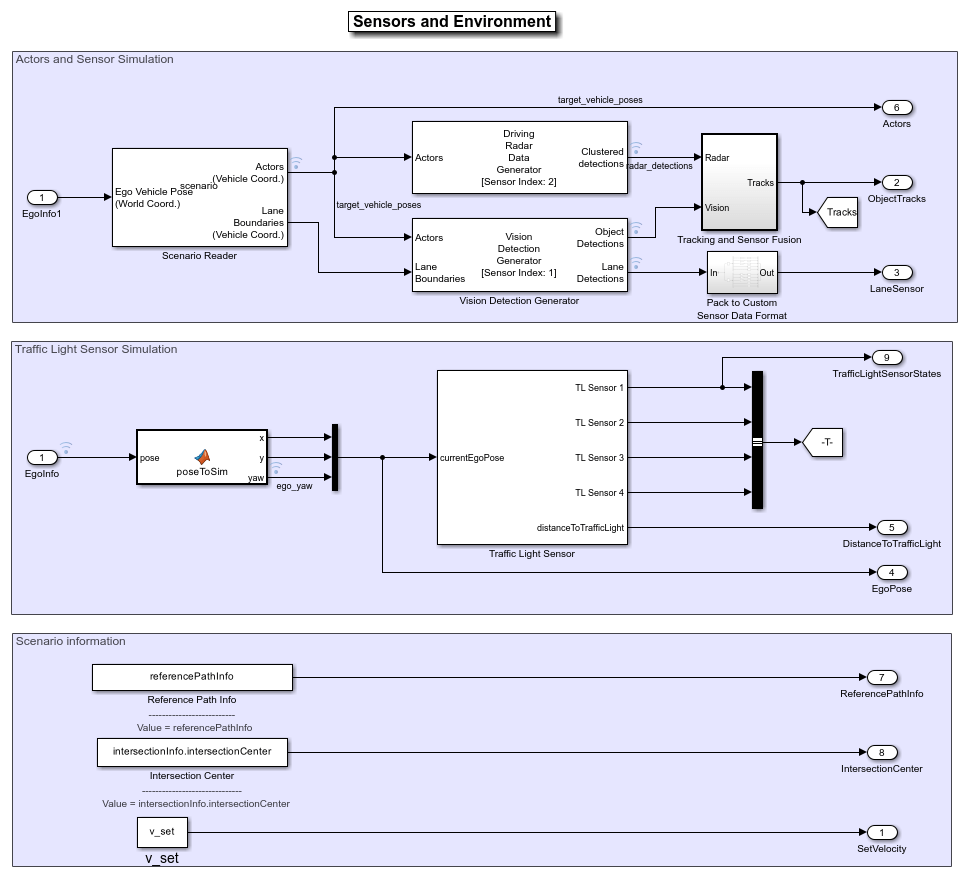 Sensors and Environment
Actors and Sensor Simulation
target_vehicle_poses
6
Actors
Driving
Radar
Data
Generator
[Sensor Index: 2]
Actors
Clustered
detections
radar_detections
Radar
Vision
Tracks
Tracking and Sensor Fusion
2
ObjectTracks
Tracks
1
EgoInfo1
Ego Vehicle Pose
(World Coord.)
scenario
Actors
(Vehicle Coord.)
Lane
Boundaries
(Vehicle Coord.)
Scenario Reader
target_vehicle_poses
Actors
Lane
Boundaries
Vision
Detection
Generator
[Sensor Index: 1]
Object
Detections
Lane
Detections
Vision Detection Generator
In
Out
Pack to Custom
Sensor Data Format
3
LaneSensor
Traffic Light Sensor Simulation
9
TrafficLightSensorStates
TL Sensor 1
TL Sensor 2
TL Sensor 3
TL Sensor 4
distanceToTrafficLight
currentEgoPose
Traffic Light Sensor
-T-
1
EgoInfo
pose
poseToSim
x
y
yaw
ego_yaw
5
DistanceToTrafficLight
4
EgoPose
Scenario information
referencePathInfo
Reference Path Info
--------------------------
Value = referencePathInfo
7
ReferencePathInfo
intersectionInfo.intersectionCenter
Intersection Center
------------------------------
Value = intersectionInfo.intersectionCenter
8
IntersectionCenter
v_set
v_set
1
SetVelocity